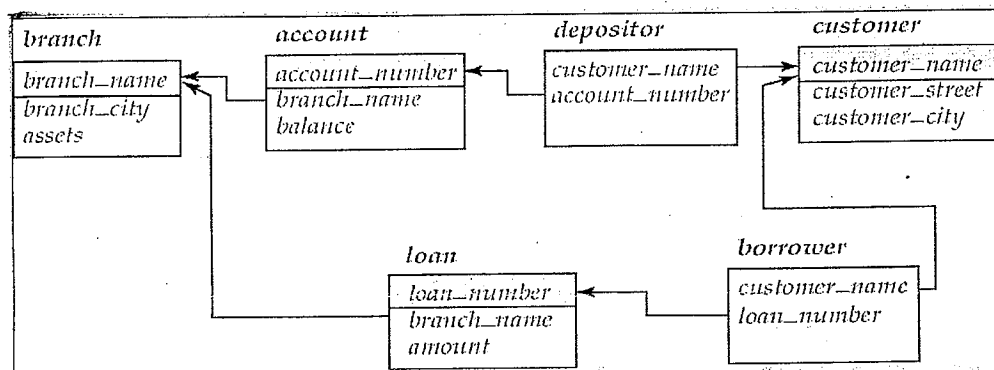 branch
branch_name
branch_city
assets
account
account_number
branch_name
balance
depositor
customer_name
account_number
customer
customer_name
customer_street
customer_city
loan
loan_number
branch_name
amount
borrower
customer_name
loan_number